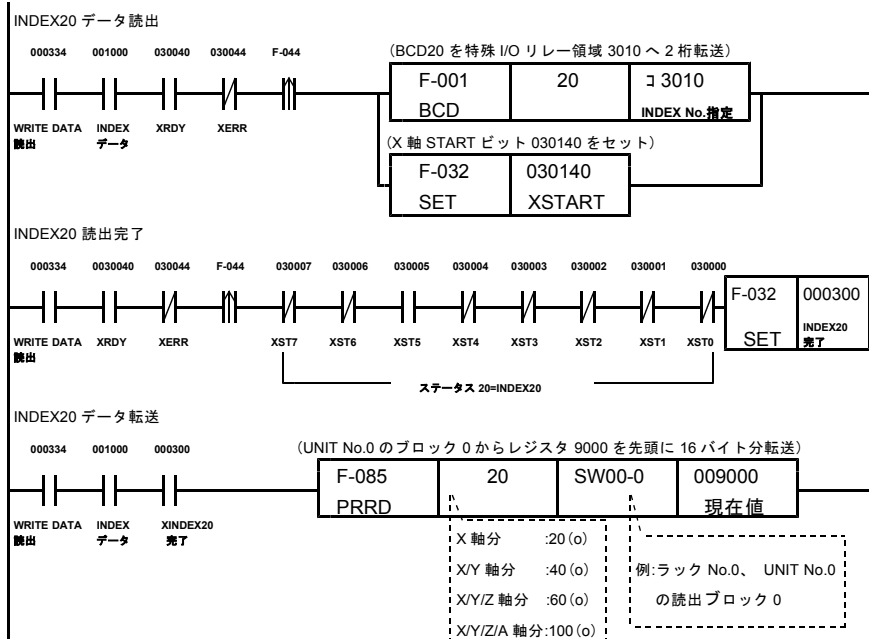 INDEX20 データ読出
000334 001000 030040 030044 F-044
(BCD20 を特殊 I/O リレー領域 3010 へ 2 桁転送)
F-001 20 コ 3010
BCD INDEX No.指定
WRITE DATA INDEX XRDY XERR
読出 データ
(X 軸 START ビット 030140 をセット)
F-032 030140
SET XSTART
INDEX20 読出完了
000334 0030040 030044 F-044 030007 030006 030005 030004 030003 030002 030001 030000
F-032 000300
SET INDEX20
完了
WRITE DATA XRDY XERR XST7 XST6 XST5 XST4 XST3 XST2 XST1 XST0
読出
ステータス 20=INDEX20
INDEX20 データ転送
000334 001000 000300
(UNIT No.0 のブロック 0 からレジスタ 9000 を先頭に 16 バイト分転送)
F-085 20 SW00-0 009000
PRRD 現在値
WRITE DATA INDEX XINDEX20
読出 データ 完了
X 軸分 :20(o)
X/Y 軸分 :40(o)
X/Y/Z 軸分 :60(o)
X/Y/Z/A 軸分:100(o)
例:ラック No.0、 UNIT No.0
の読出ブロック 0